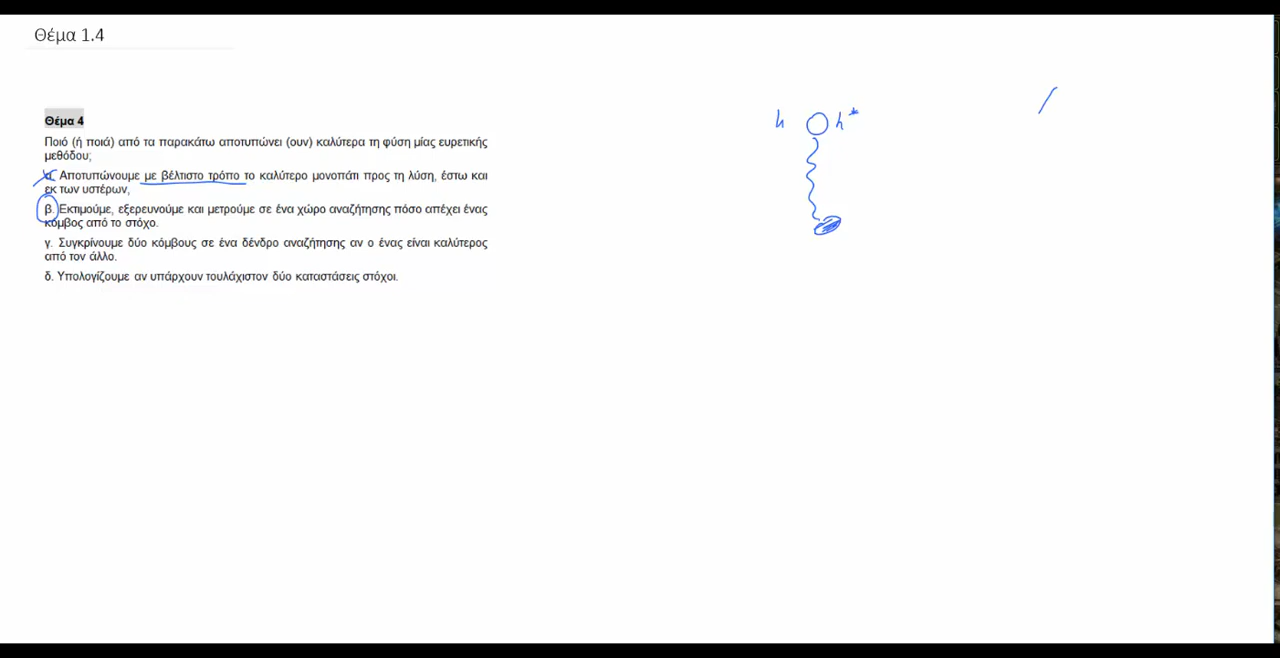 Θέμα 1.4
Θέμα 4
Ποιό (ή ποιά) από τα παρακάτω αποτυπώνει (ουν) καλύτερα τη φύση μίας ευρετικής
μεθόδου;
α. Αποτυπώνουμε με βέλτιστο τρόπο το καλύτερο μονοπάτι προς τη λύση, έστω και
εκ των υστέρων,
β. Εκτιμούμε, εξερευνούμε και μετρούμε σε ένα χώρο αναζήτησης πόσο απέχει ένας
κόμβος από το στόχο.
γ. Συγκρίνουμε δύο κόμβους σε ένα δένδρο αναζήτησης αν ο ένας είναι καλύτερος
από τον άλλο.
δ. Υπολογίζουμε αν υπάρχουν τουλάχιστον δύο καταστάσεις στόχοι.
h h*